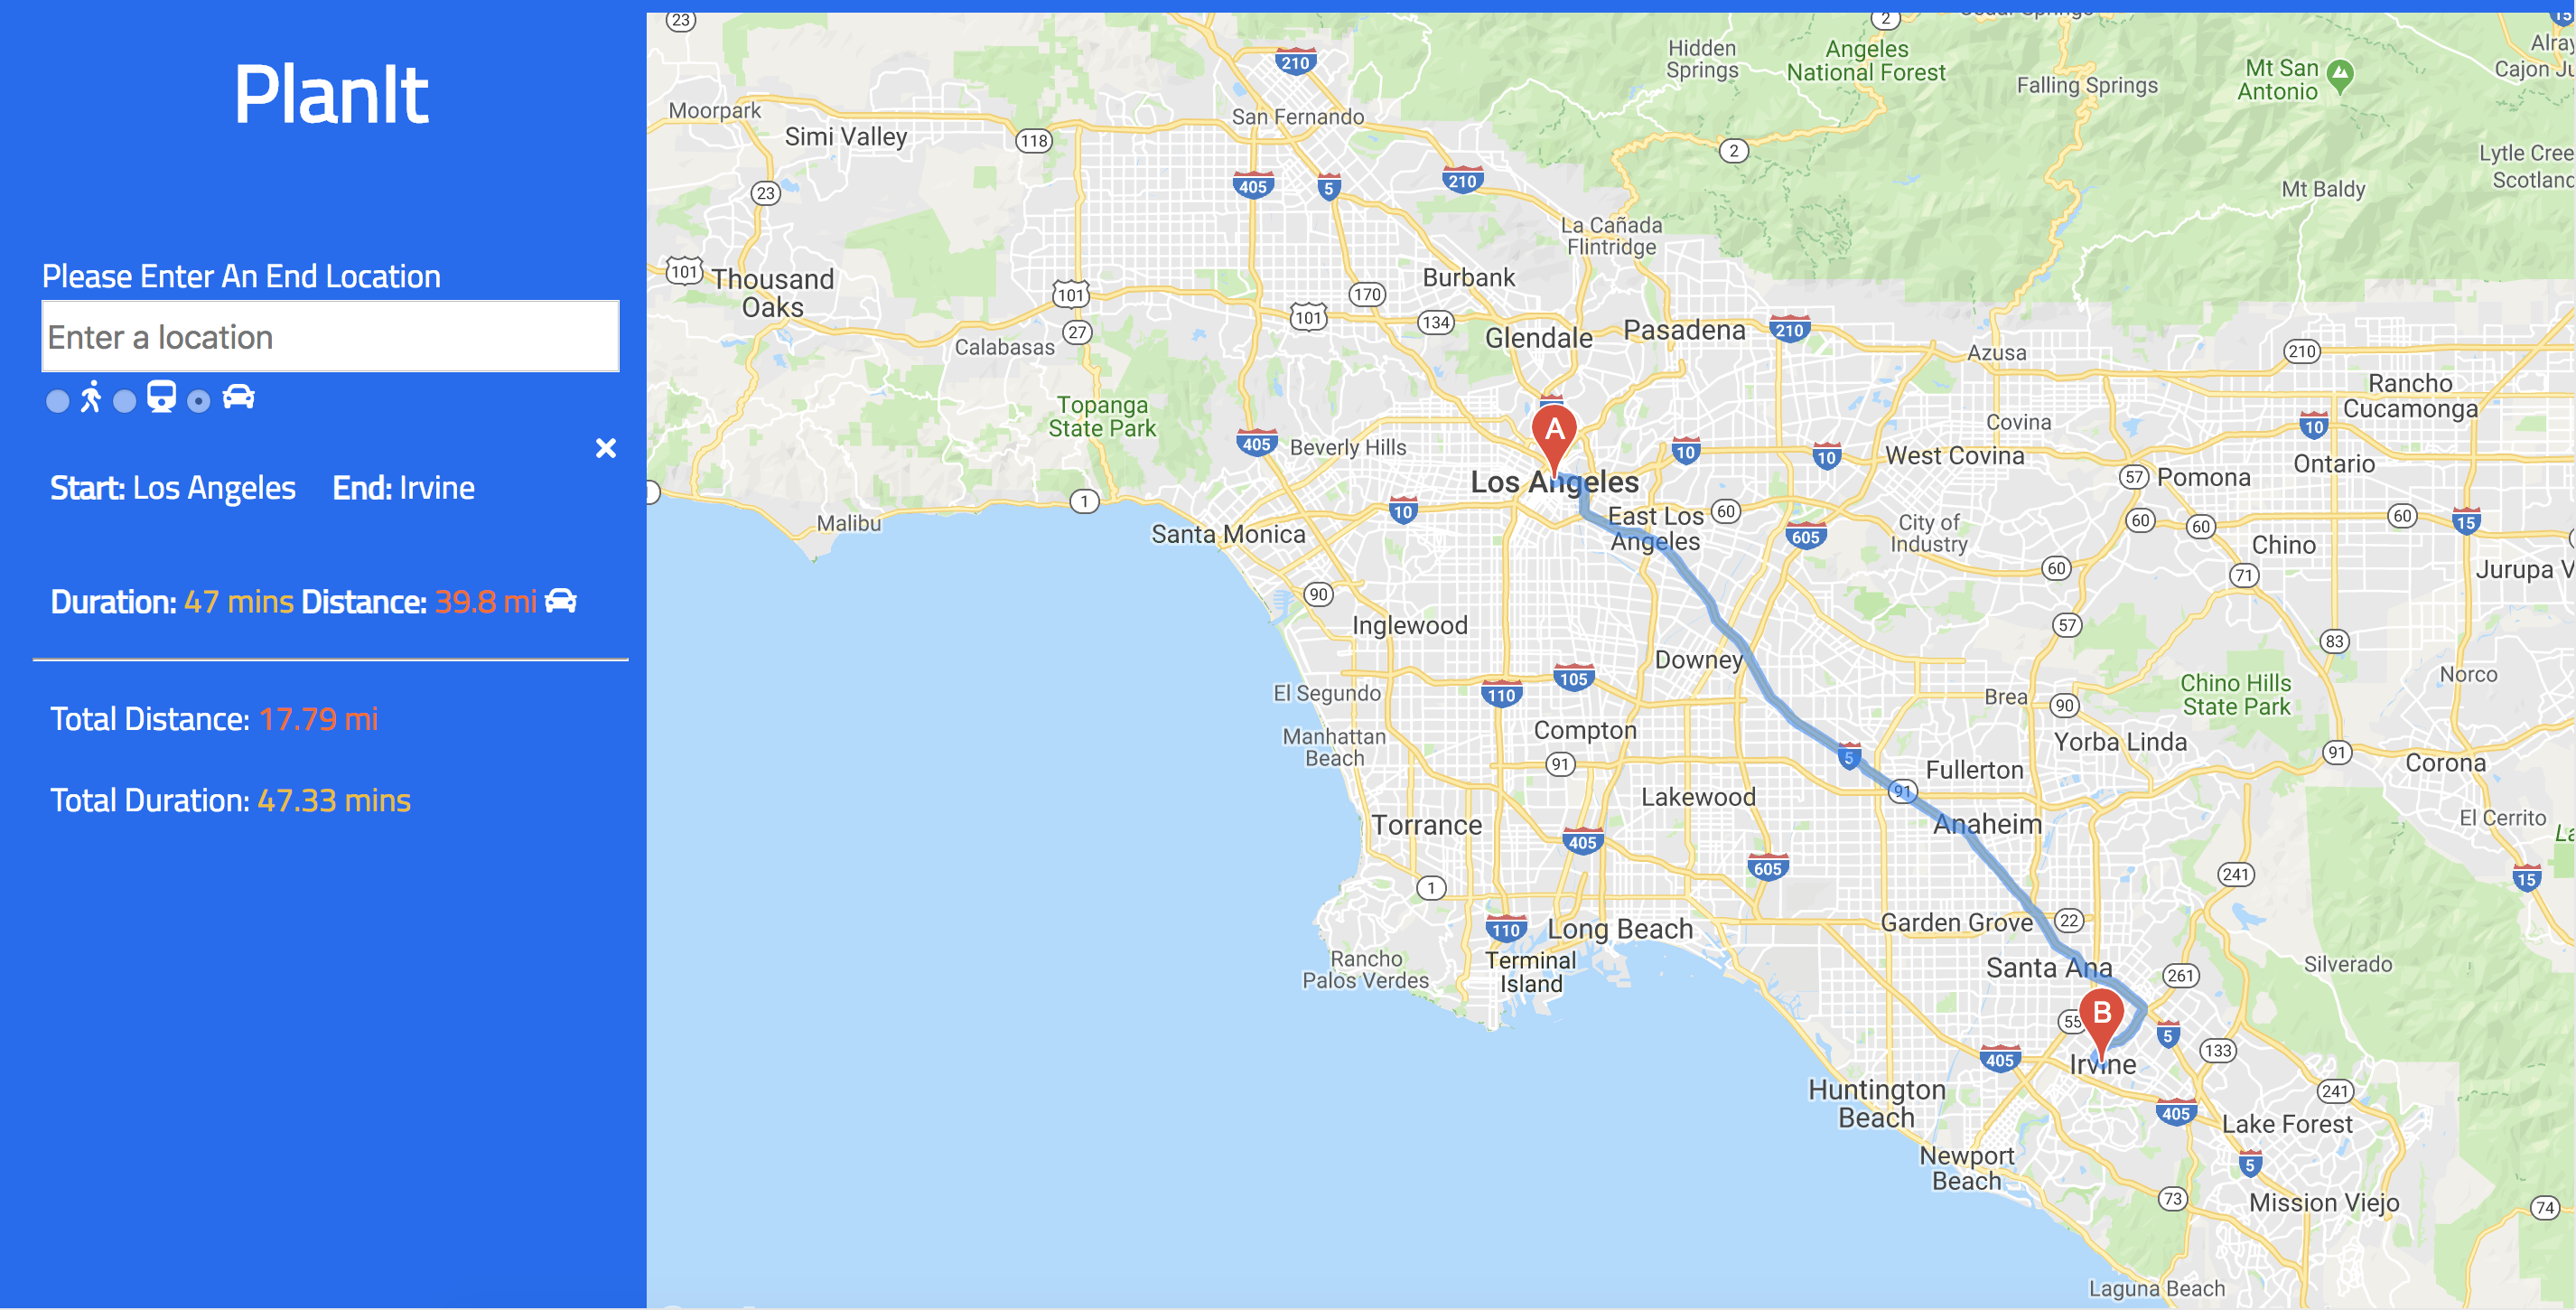 PlanIt
Please Enter An End Location
Enter a location
Start: Los Angeles End: Irvine
Duration: 47 mins Distance: 39.8 mi
Total Distance: 17.79 mi
Total Duration: 47.33 mins
23
2
15
Hidden
Springs
Angeles
National Forest
Falling Springs
Mt San
Antonio
210
Moorpark
Simi Valley
118
San Fernando
2
23
405
5
210
Mt Baldy
La Cañada
Flintridge
101
Thousand
Oaks
101
27
Calabasas
101
170
134
Burbank
Glendale
Pasadena
210
Azusa
210
Rancho
Cucamonga
Topanga
State Park
405
Beverly Hills
A
Los Angeles
10
10
West Covina
Covina
57
Pomona
10
Ontario
1
Malibu
Santa Monica
10
East Los
Angeles
60
605
City of
Industry
60
60
60
15
Chino
60
71
90
Inglewood
Downey
57
83
Norco
El Segundo
110
105
Brea
90
Chino Hills
State Park
Manhattan
Beach
Compton
91
5
Fullerton
Yorba Linda
91
Corona
91
Lakewood
Anaheim
El Cerrito
Torrance
405
605
241
15
1
110
Long Beach
Garden Grove
22
Rancho
Palos Verdes
Terminal
Island
Santa Ana
261
Silverado
55
B
5
Irvine
405
133
241
Huntington
Beach
405
Lake Forest
Newport
Beach
5
73
Mission Viejo
74
Laguna Beach